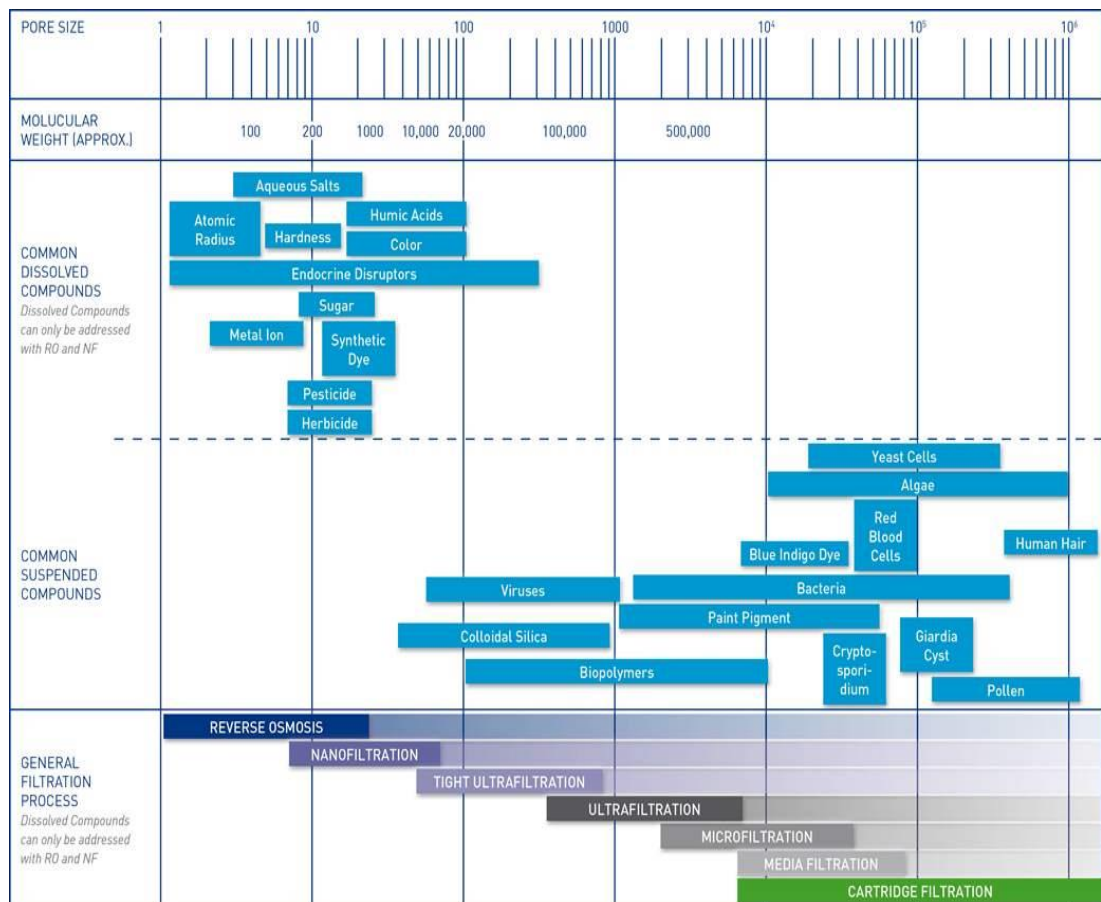 PORE SIZE 1 10 100 1000 10⁴ 10⁵ 10⁶
MOLUCULAR
WEIGHT (APPROX.)
100 200 1000 10,000 20,000 100,000 500,000
COMMON
DISSOLVED
COMPOUNDS
Dissolved Compounds
can only be addressed
with RO and NF
Aqueous Salts
Atomic
Radius
Humic Acids
Hardness
Color
Endocrine Disruptors
Sugar
Metal Ion
Synthetic
Dye
Pesticide
Herbicide
COMMON
SUSPENDED
COMPOUNDS
Yeast Cells
Algae
Red
Blood
Cells
Human Hair
Blue Indigo Dye
Viruses
Bacteria
Paint Pigment
Colloidal Silica
Giardia
Cyst
Crypto-
spori-
dium
Biopolymers
Pollen
GENERAL
FILTRATION
PROCESS
Dissolved Compounds
can only be addressed
with RO and NF
REVERSE OSMOSIS
NANOFILTRATION
TIGHT ULTRAFILTRATION
ULTRAFILTRATION
MICROFILTRATION
MEDIA FILTRATION
CARTRIDGE FILTRATION